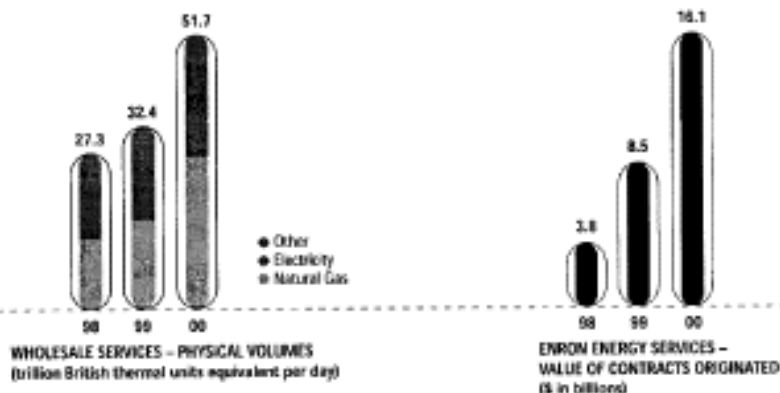 51.7
32.4
27.3
Other
Electricity
Natural Gas
98 99 00
WHOLESALE SERVICES – PHYSICAL VOLUMES
(trillion British thermal units equivalent per day)
16.1
8.5
3.8
98 99 00
ENRON ENERGY SERVICES –
VALUE OF CONTRACTS ORIGINATED
($ in billions)